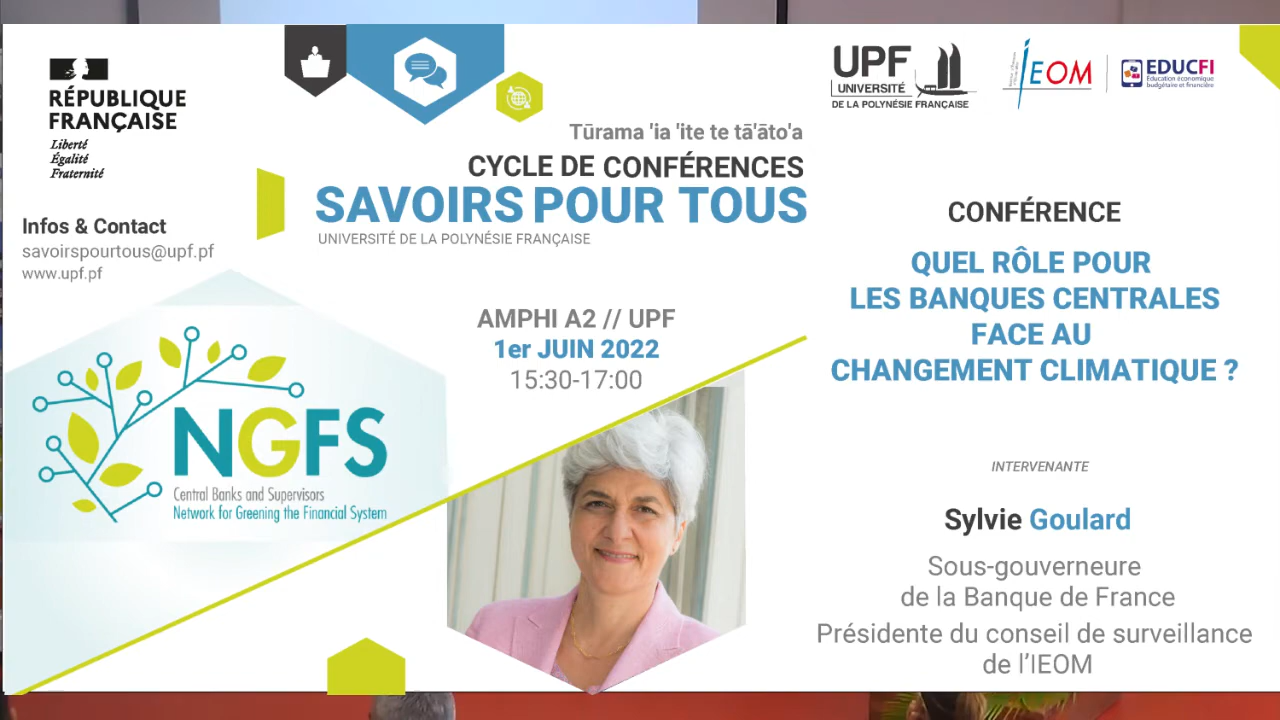 RÉPUBLIQUE
FRANÇAISE
Liberté
Égalité
Fraternité
Infos & Contact
savoirspourtous@upf.pf
www.upf.pf
Tūrama 'ia 'ite te tā'āto'a
CYCLE DE CONFÉRENCES
SAVOIRS POUR TOUS
UNIVERSITÉ DE LA POLYNÉSIE FRANÇAISE
AMPHI A2 // UPF
1er JUIN 2022
15:30-17:00
NGFS
Central Banks and Supervisors
Network for Greening the Financial System
UPF
UNIVERSITÉ
DE LA POLYNÉSIE FRANÇAISE
IEOM
EDUCFI
Éducation économique
budgétaire et financière
CONFÉRENCE
QUEL RÔLE POUR
LES BANQUES CENTRALES
FACE AU
CHANGEMENT CLIMATIQUE ?
INTERVENANTE
Sylvie Goulard
Sous-gouverneure
de la Banque de France
Présidente du conseil de surveillance
de l'IEOM